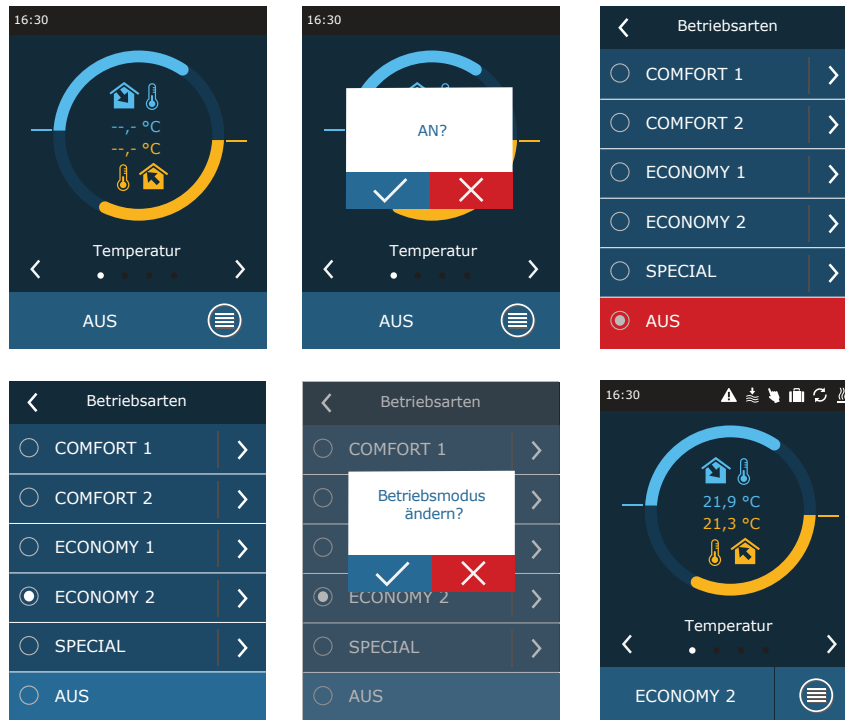 16:30
--,- °C
--,- °C
Temperatur
AUS
16:30
AN?
Temperatur
AUS
Betriebsarten
COMFORT 1
COMFORT 2
ECONOMY 1
ECONOMY 2
SPECIAL
AUS
Betriebsarten
COMFORT 1
COMFORT 2
ECONOMY 1
ECONOMY 2
SPECIAL
AUS
Betriebsarten
COMFORT 1
Betriebsmodus
ändern?
ECONOMY 2
SPECIAL
AUS
16:30
21,9 °C
21,3 °C
Temperatur
ECONOMY 2